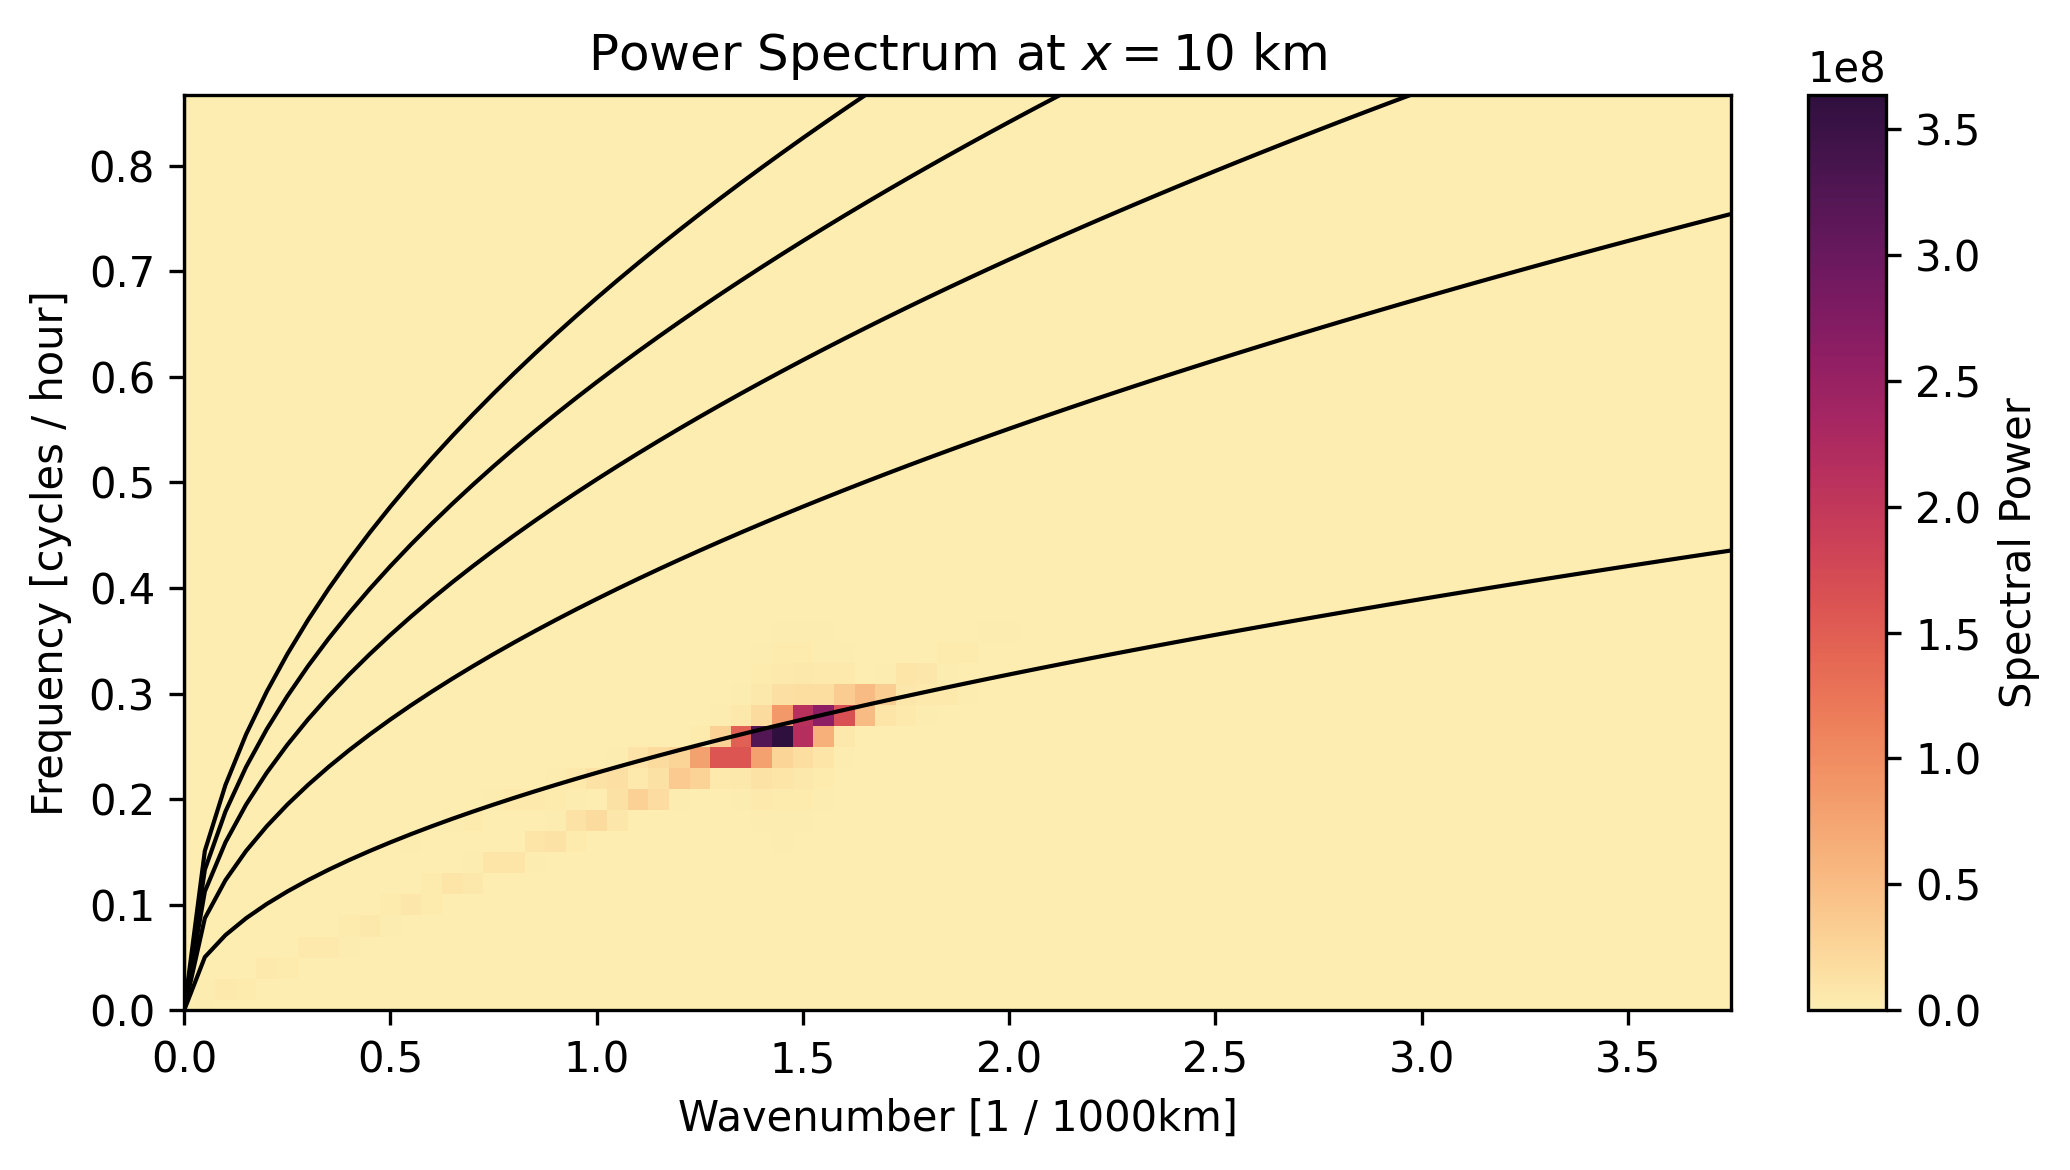 Power Spectrum at x = 10 km
1e8
Frequency [cycles / hour]
0.8
0.7
0.6
0.5
0.4
0.3
0.2
0.1
0.0
0.0 0.5 1.0 1.5 2.0 2.5 3.0 3.5
Wavenumber [1 / 1000km]
3.5
3.0
2.5
2.0
1.5
1.0
0.5
0.0
Spectral Power